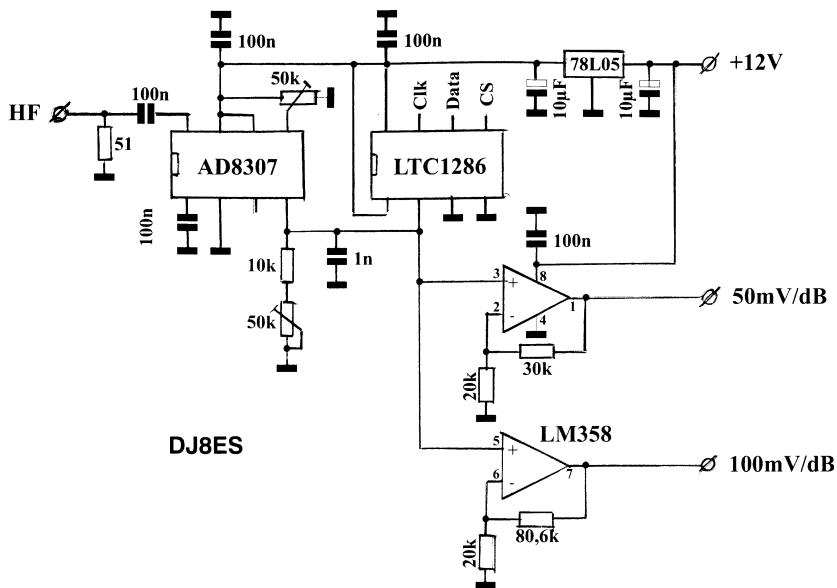 100n
100n
78L05
+12V
50k
Clk
Data
CS
10µF
10µF
100n
HF
51
AD8307
LTC1286
100n
100n
10k
1n
3
+
8
2
-
4
1
50mV/dB
50k
30k
20k
DJ8ES
LM358
5
+
6
-
7
100mV/dB
80,6k
20k